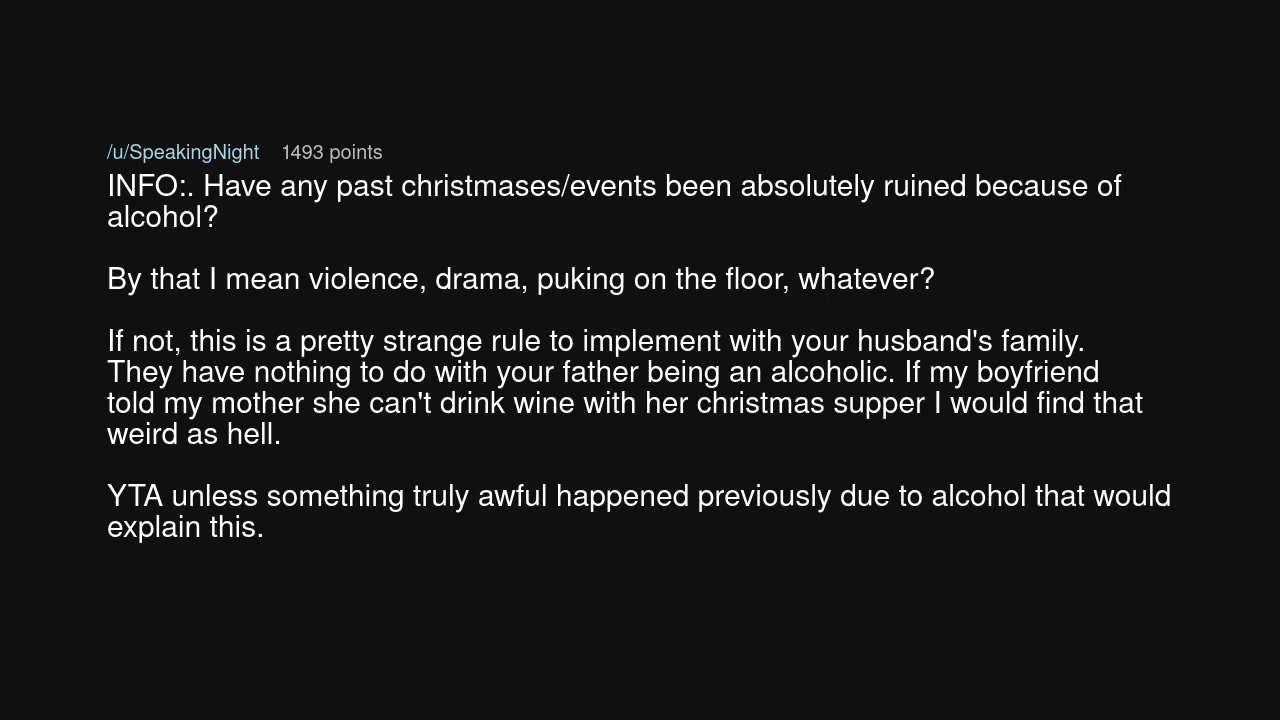 /u/SpeakingNight 1493 points
INFO:. Have any past christmases/events been absolutely ruined because of
alcohol?
By that I mean violence, drama, puking on the floor, whatever?
If not, this is a pretty strange rule to implement with your husband's family.
They have nothing to do with your father being an alcoholic. If my boyfriend
told my mother she can't drink wine with her christmas supper I would find that
weird as hell.
YTA unless something truly awful happened previously due to alcohol that would
explain this.